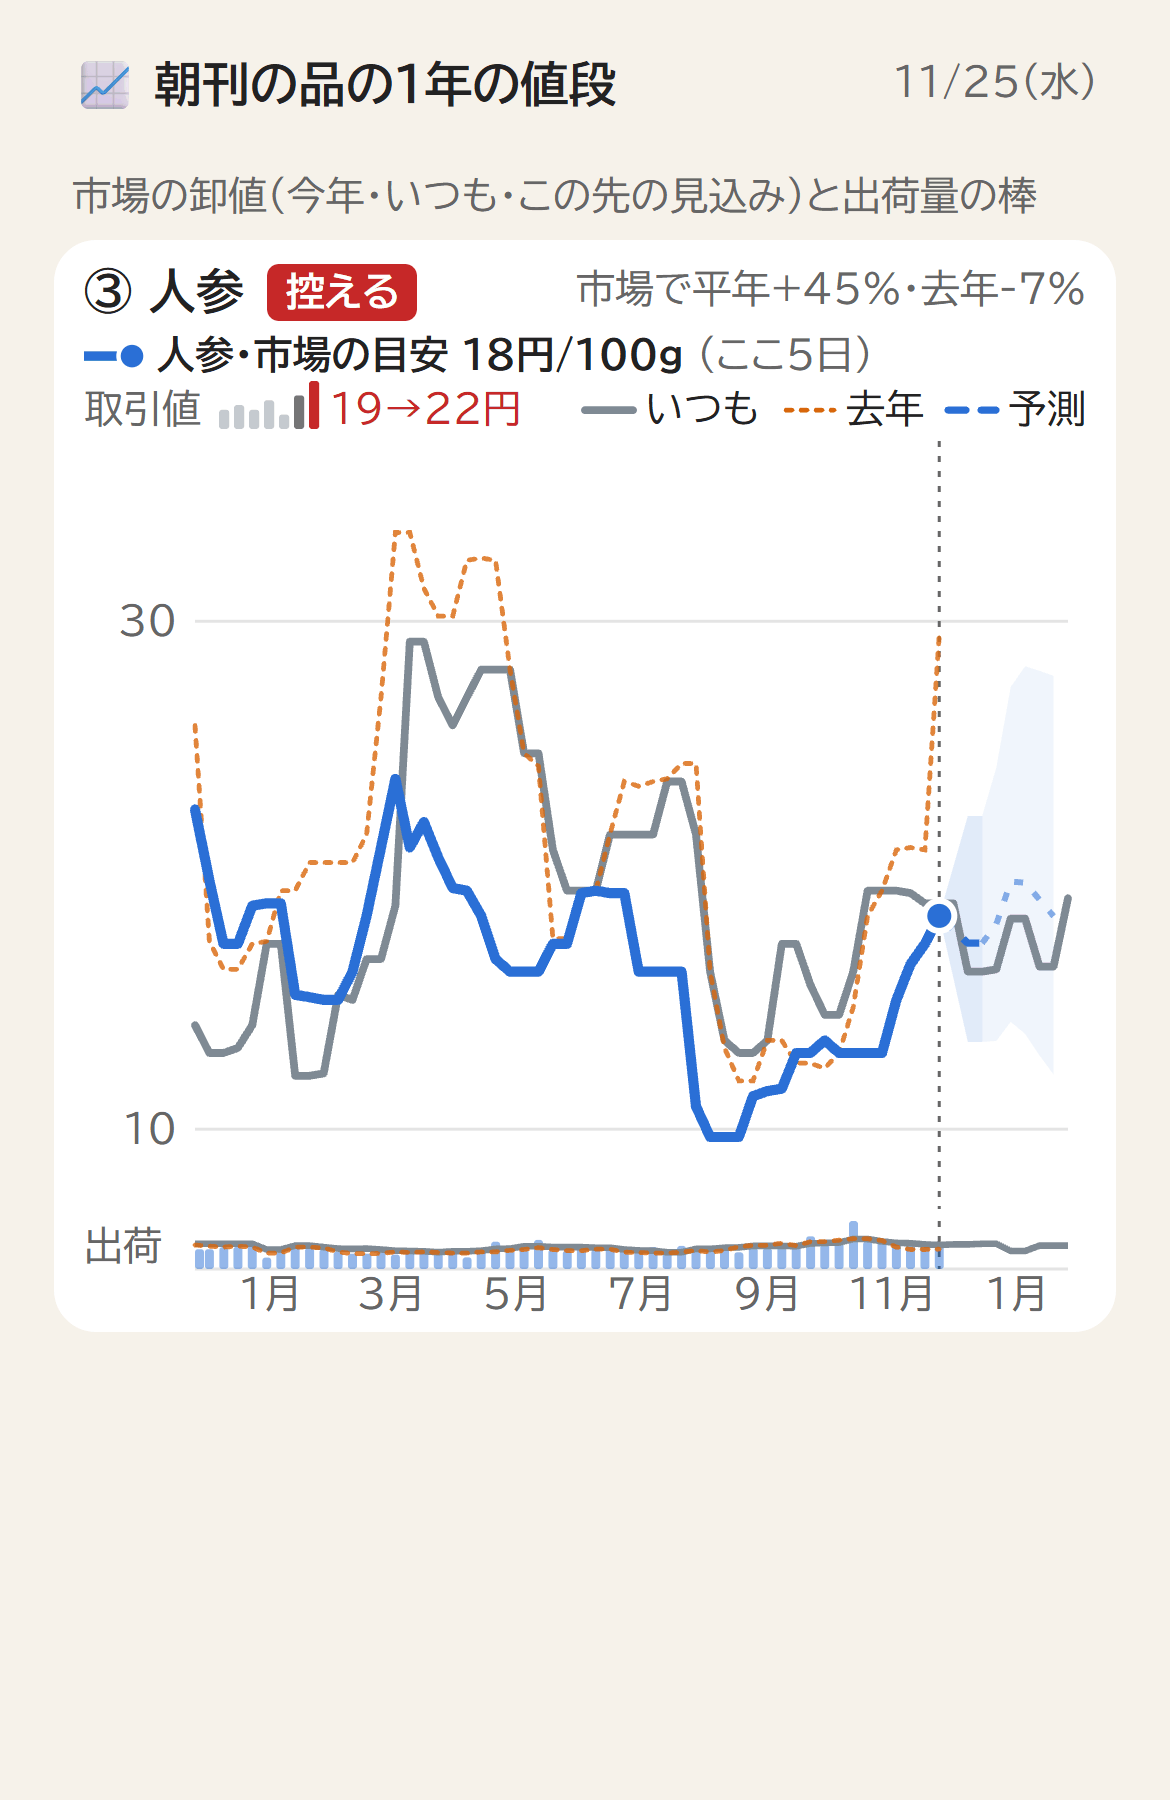 朝刊の品の1年の値段 11/25(水)
市場の卸値(今年・いつも・この先の見込み)と出荷量の棒
③ 人参 控える 市場で平年+45%・去年-7%
人参・市場の目安 18円/100g (ここ5日)
取引値 19→22円 いつも 去年 予測
30
10
出荷
1月 3月 5月 7月 9月 11月 1月